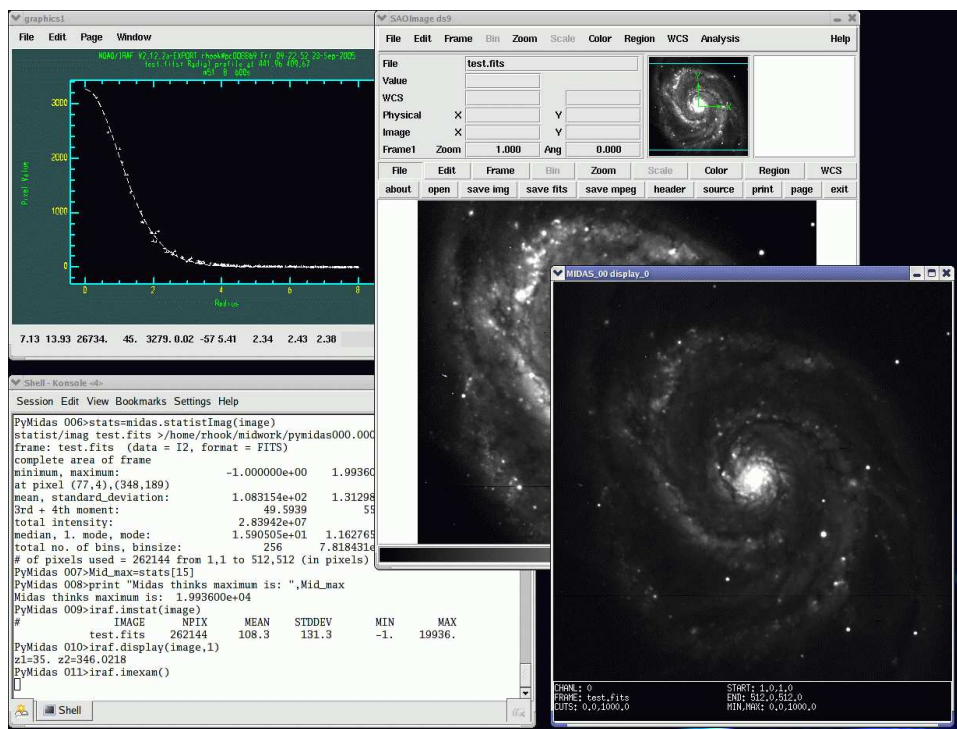 graphics1
File Edit Page Window
NOAO/IRAF V2.12.2a-EXPORT rhook@pc008869 Fri 09:22:52 23-Sep-2005
test.fits: Radial profile at 441.96 409.67
m51 B 600s
3000
2000
1000
0
Pixel Value
0 2 4 6 8
Radius
7.13 13.93 26734. 45. 3279. 0.02 -57 5.41 2.34 2.43 2.38
SAOImage ds9
File Edit Frame Bin Zoom Scale Color Region WCS Analysis Help
File test.fits
Value
WCS
Physical X Y
Image X Y
Frame1 Zoom 1.000 Ang 0.000
Y
X
File Edit Frame Bin Zoom Scale Color Region WCS
about open save img save fits save mpeg header source print page exit
MIDAS_00 display_0
CHANL: 0 START: 1.0,1.0
FRAME: test.fits END: 512.0,512.0
CUTS: 0.0,1000.0 MIN,MAX: 0.0,1000.0
Shell - Konsole <4>
Session Edit View Bookmarks Settings Help
PyMidas 006>stats=midas.statistImag(image)
statist/imag test.fits >/home/rhook/midwork/pymidas000.000
frame: test.fits (data = I2, format = FITS)
complete area of frame
minimum, maximum: -1.000000e+00 1.99360
at pixel (77,4),(348,189)
mean, standard_deviation: 1.083154e+02 1.31298
3rd + 4th moment: 49.5939 55
total intensity: 2.83942e+07
median, 1. mode, mode: 1.590505e+01 1.162765
total no. of bins, binsize: 256 7.818431e
# of pixels used = 262144 from 1,1 to 512,512 (in pixels)
PyMidas 007>Mid_max=stats[15]
PyMidas 008>print "Midas thinks maximum is: ",Mid_max
Midas thinks maximum is: 1.993600e+04
PyMidas 009>iraf.imstat(image)
# IMAGE NPIX MEAN STDDEV MIN MAX
test.fits 262144 108.3 131.3 -1. 19936.
PyMidas 010>iraf.display(image,1)
z1=35. z2=346.0218
PyMidas 011>iraf.imexam()
Shell